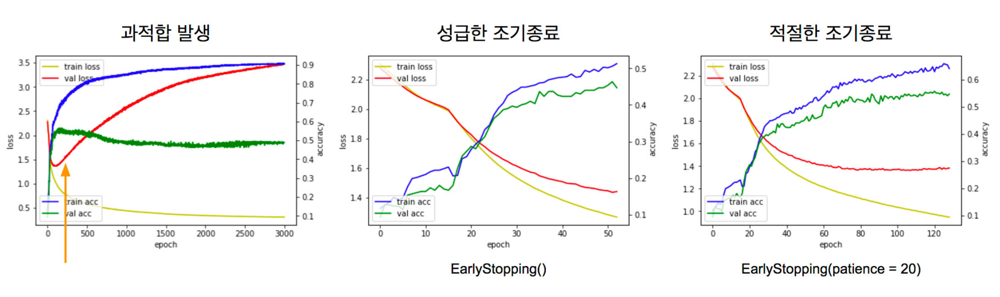 과적합 발생
성급한 조기종료
적절한 조기종료
3.5
3.0
2.5
2.0
1.5
1.0
0.5
loss
train loss
val loss
train acc
val acc
0.9
0.8
0.7
0.6
0.5
0.4
0.3
0.2
0.1
accuracy
0 500 1000 1500 2000 2500 3000
epoch
2.2
2.0
1.8
1.6
1.4
loss
train loss
val loss
train acc
val acc
0.5
0.4
0.3
0.2
0.1
accuracy
0 10 20 30 40 50
epoch
EarlyStopping()
2.2
2.0
1.8
1.6
1.4
1.2
1.0
loss
train loss
val loss
train acc
val acc
0.6
0.5
0.4
0.3
0.2
0.1
accuracy
0 20 40 60 80 100 120
epoch
EarlyStopping(patience = 20)